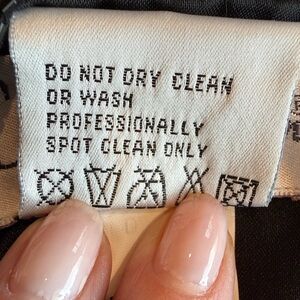 DO NOT DRY CLEAN
OR WASH
PROFESSIONALLY
SPOT CLEAN ONLY